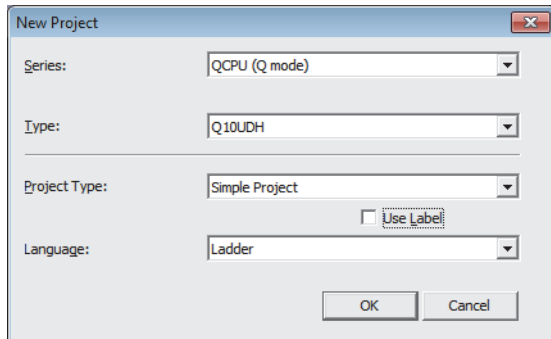 New Project
Series: QCPU (Q mode)
Type: Q10UDH
Project Type: Simple Project
Use Label
Language: Ladder
OK Cancel